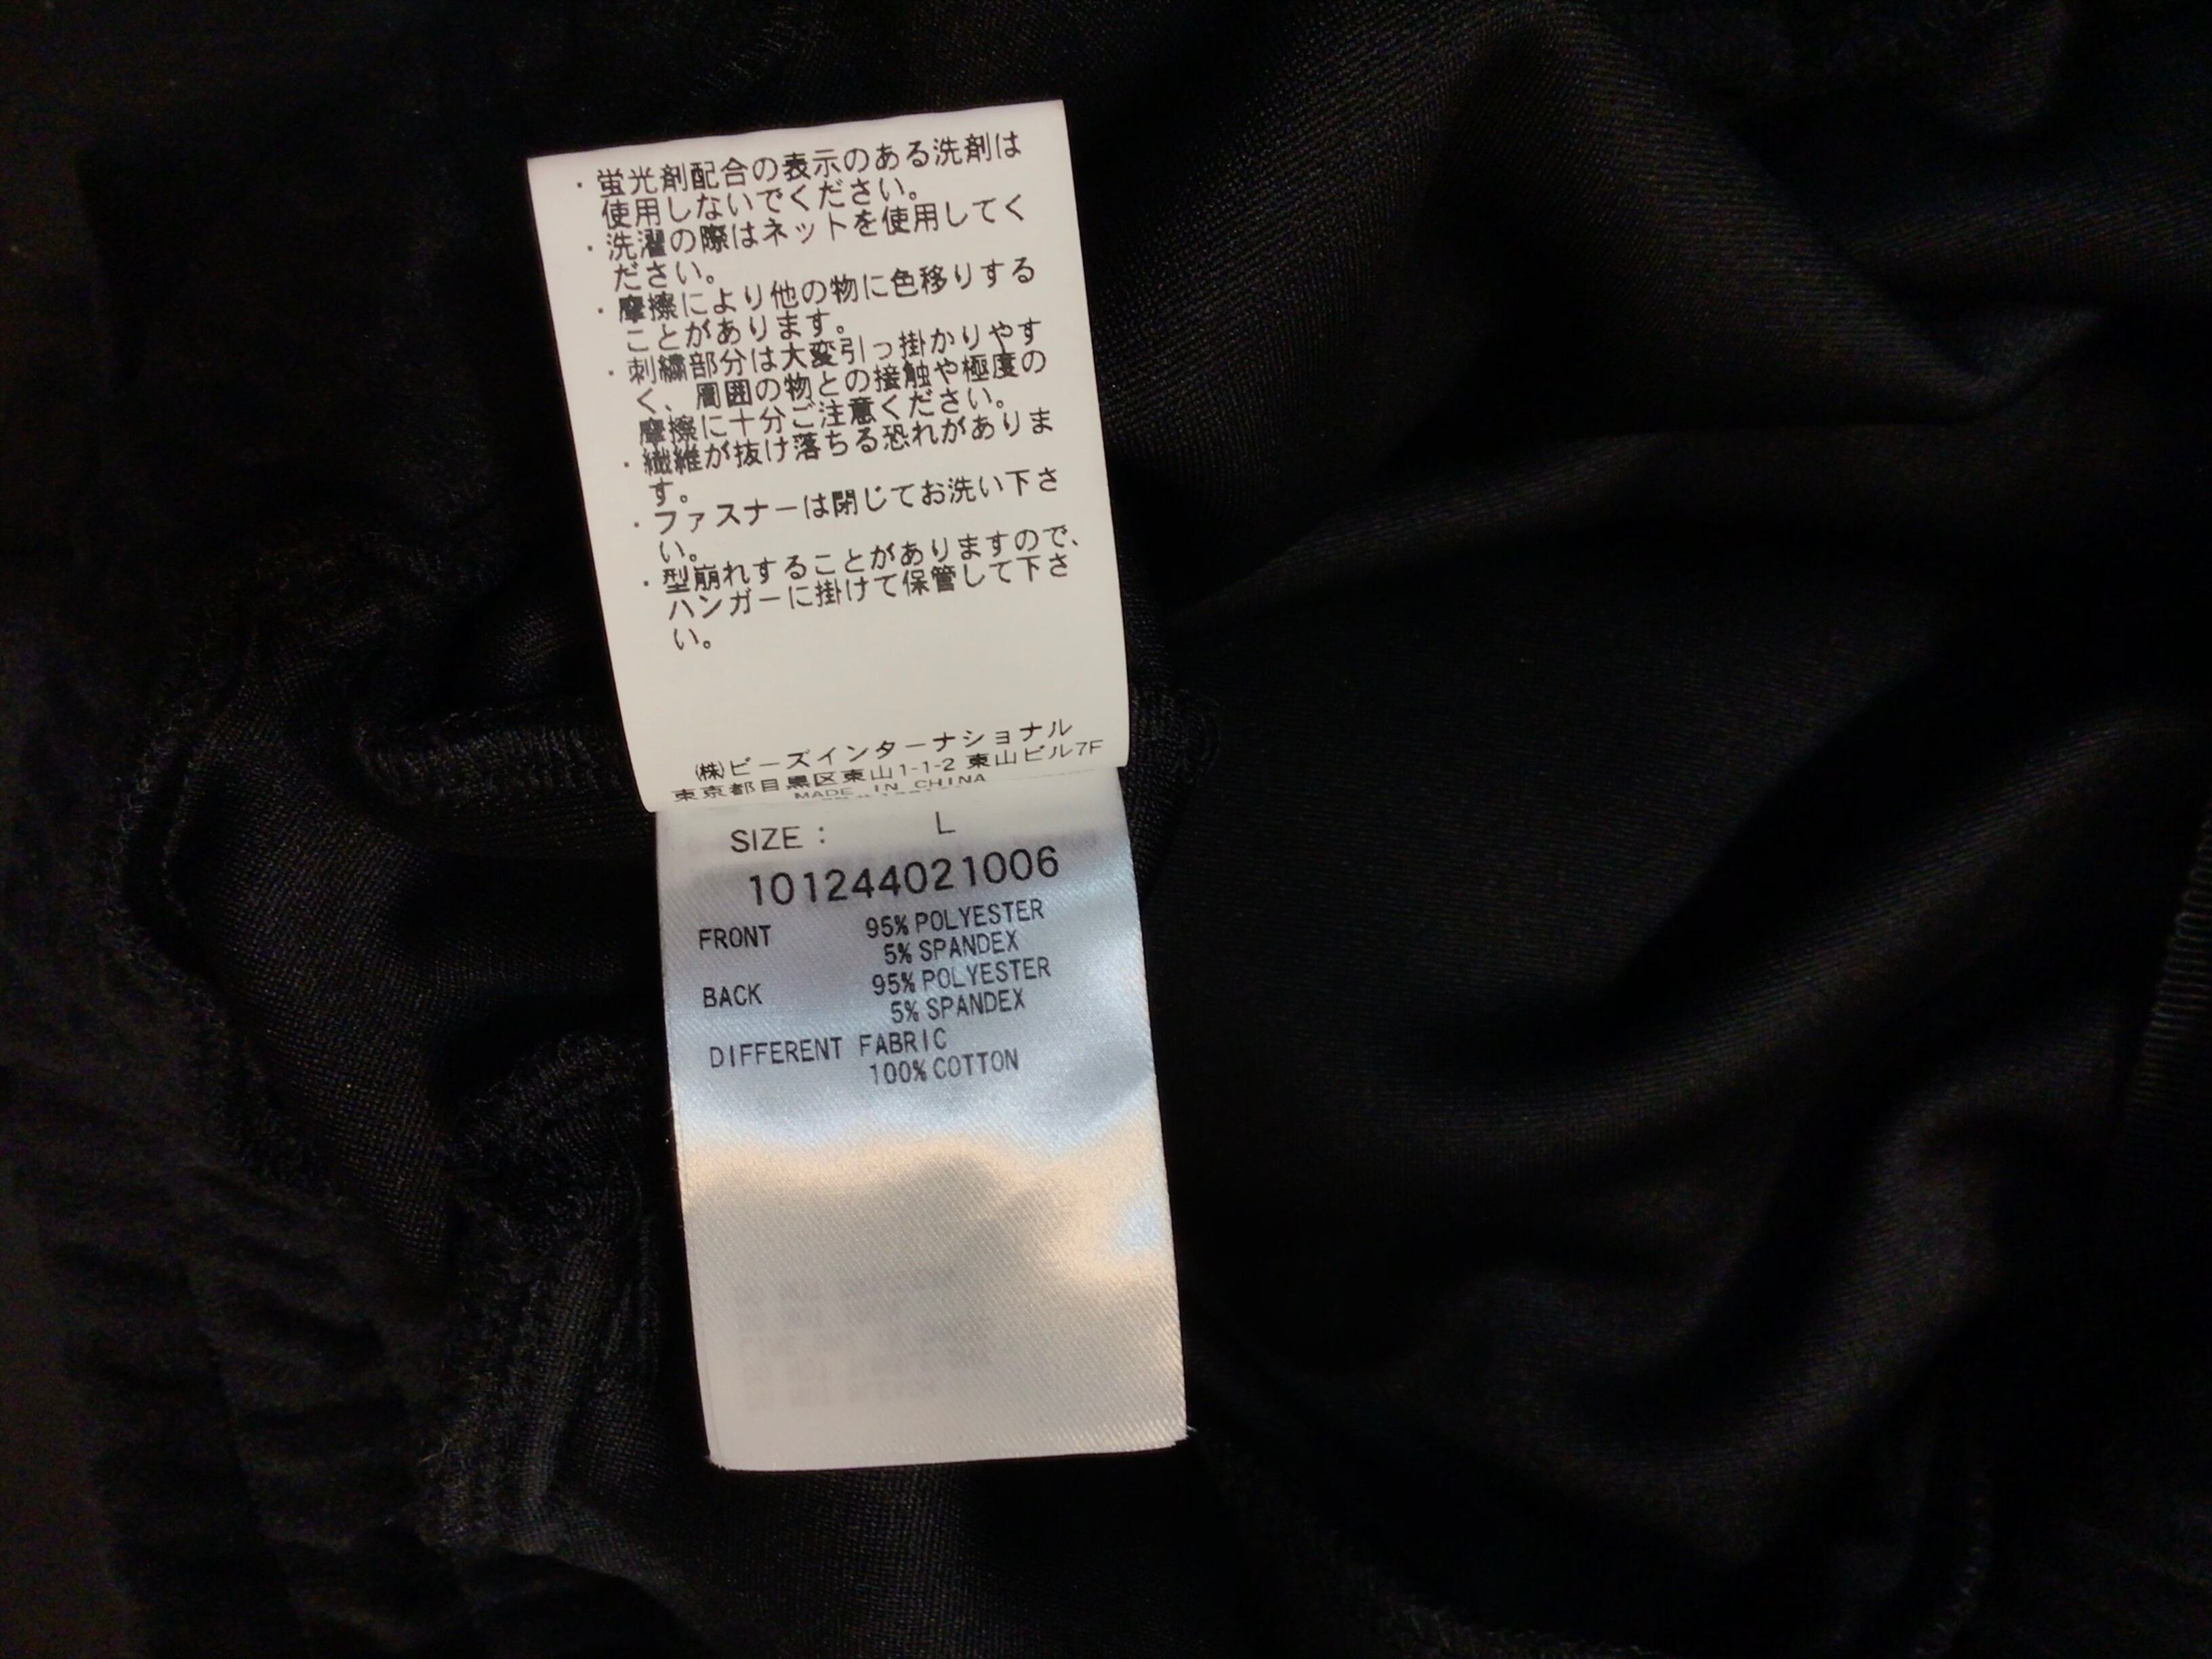 ・蛍光剤配合の表示のある洗剤は
使用しないでください。
・洗濯の際はネットを使用してく
ださい。
・摩擦により他の物に色移りする
ことがあります。
・刺繍部分は大変引っ掛かりやす
く、周囲の物との接触や極度の
摩擦に十分ご注意ください。
・繊維が抜け落ちる恐れがありま
す。
・ファスナーは閉じてお洗い下さ
い。
・型崩れすることがありますので、
ハンガーに掛けて保管して下さ
い。
(株)ビーズインターナショナル
東京都目黒区東山1-1-2 東山ビル7F
MADE IN CHINA
SIZE : L
101244021006
FRONT 95% POLYESTER
5% SPANDEX
BACK 95% POLYESTER
5% SPANDEX
DIFFERENT FABRIC
100% COTTON